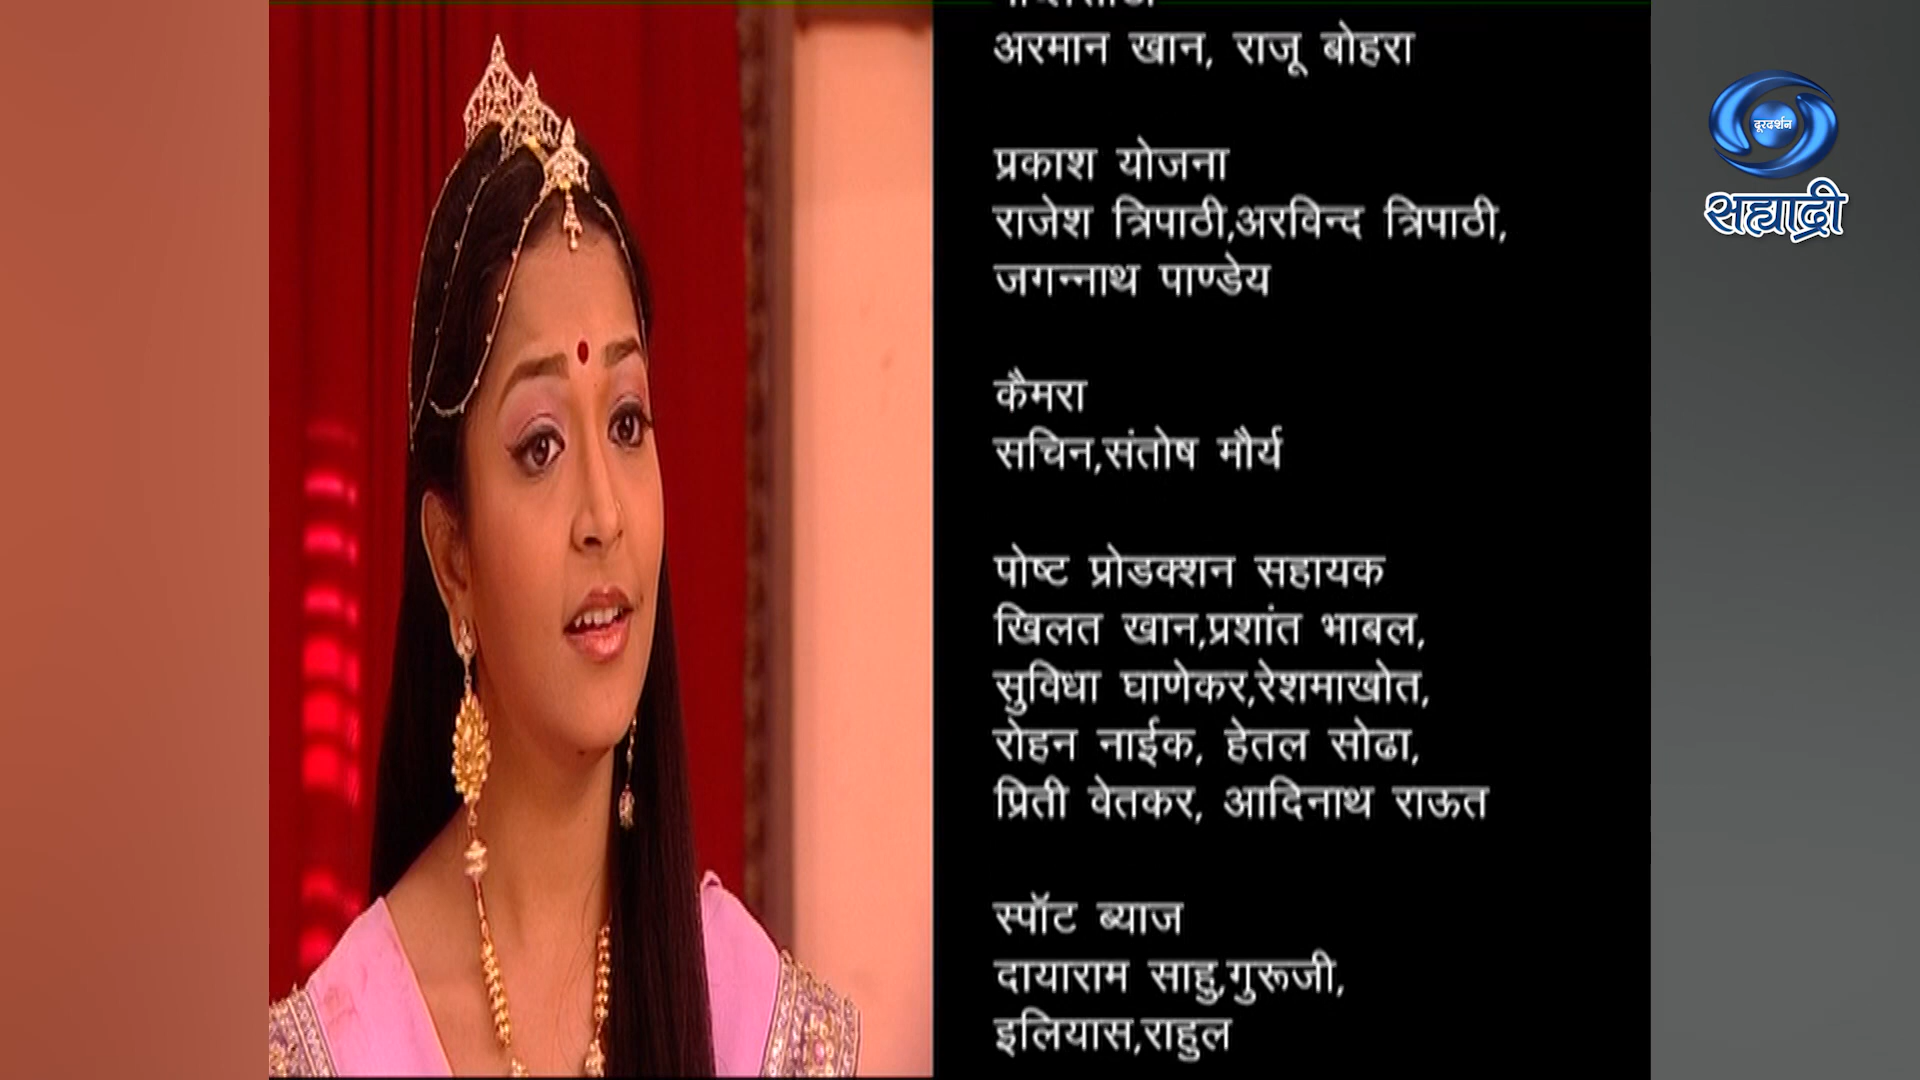 अरमान खान, राजू बोहरा
प्रकाश योजना
राजेश त्रिपाठी,अरविन्द त्रिपाठी,
जगन्नाथ पाण्डेय
कैमरा
सचिन,संतोष मौर्य
पोष्ट प्रोडक्शन सहायक
खिलत खान,प्रशांत भाबल,
सुविधा घाणेकर,रेशमाखोत,
रोहन नाईक, हेतल सोढा,
प्रिती वेतकर, आदिनाथ राऊत
स्पॉट ब्याज
दायाराम साहु,गुरूजी,
इलियास,राहुल
दूरदर्शन
सह्याद्री